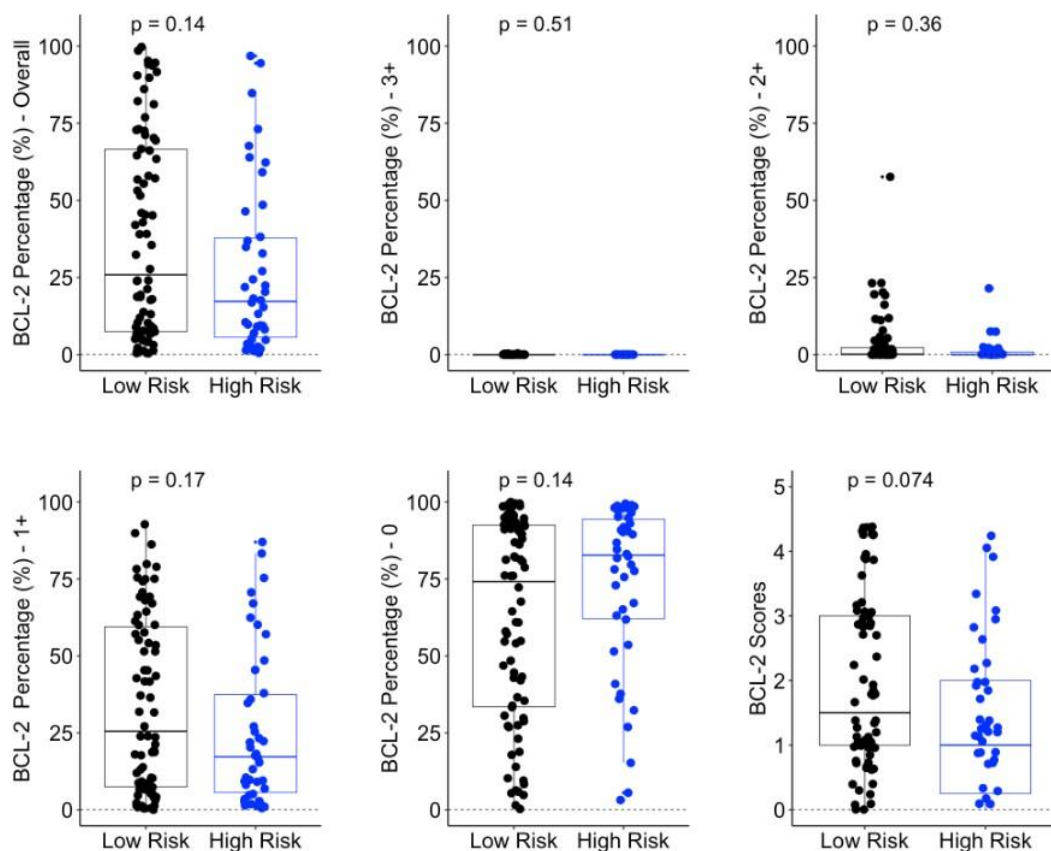 p = 0.14
BCL-2 Percentage (%) - Overall
100
75
50
25
0
Low Risk High Risk
p = 0.51
BCL-2 Percentage (%) - 3+
100
75
50
25
0
Low Risk High Risk
p = 0.36
BCL-2 Percentage (%) - 2+
100
75
50
25
0
Low Risk High Risk
p = 0.17
BCL-2 Percentage (%) - 1+
100
75
50
25
0
Low Risk High Risk
p = 0.14
BCL-2 Percentage (%) - 0
100
75
50
25
0
Low Risk High Risk
p = 0.074
BCL-2 Scores
5
4
3
2
1
0
Low Risk High Risk